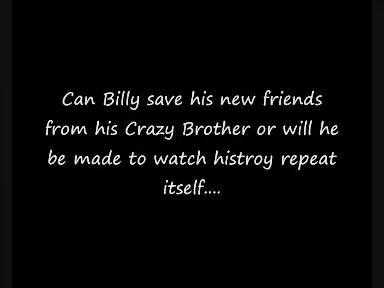 Can Billy save his new friends
from his Crazy Brother or will he
be made to watch histroy repeat
itself....